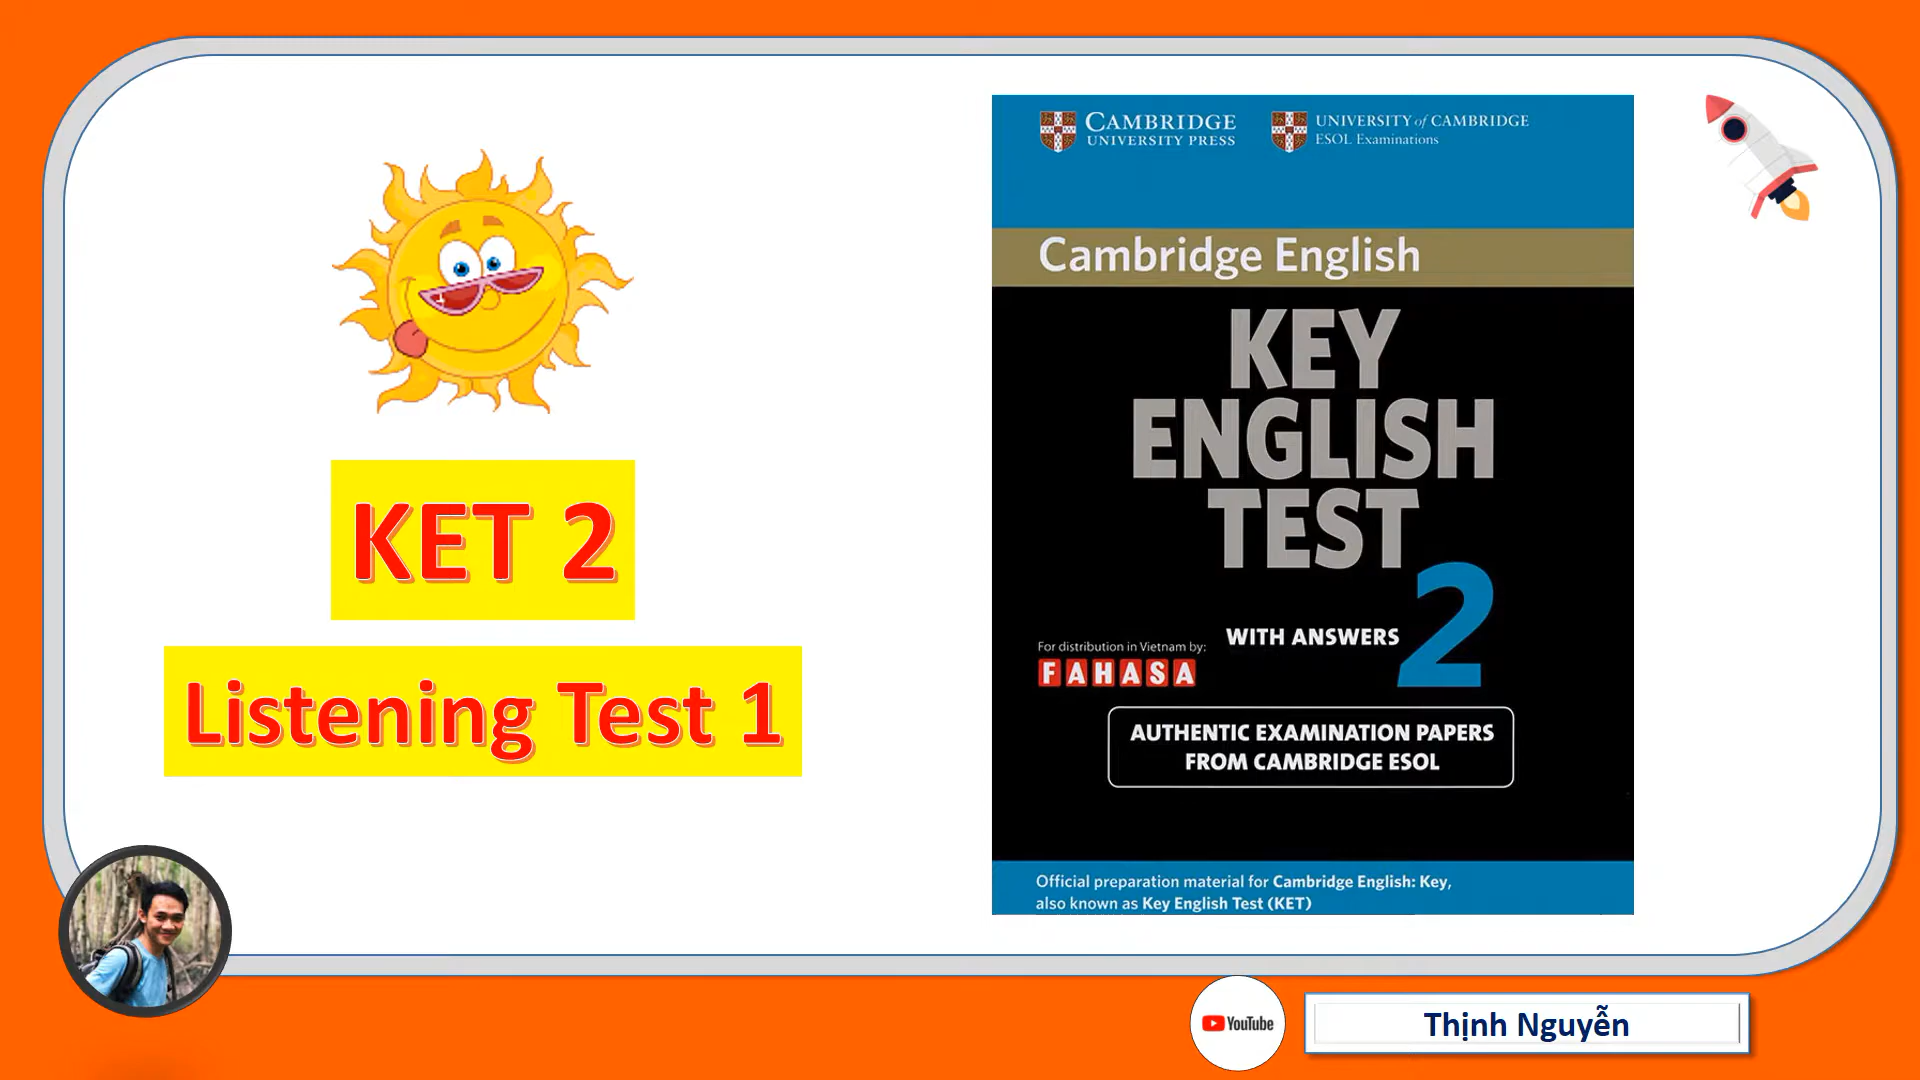 KET 2
Listening Test 1
CAMBRIDGE
UNIVERSITY PRESS
UNIVERSITY of CAMBRIDGE
ESOL Examinations
Cambridge English
KEY
ENGLISH
TEST
2
WITH ANSWERS
For distribution in Vietnam by:
FAHASA
AUTHENTIC EXAMINATION PAPERS
FROM CAMBRIDGE ESOL
Official preparation material for Cambridge English: Key,
also known as Key English Test (KET)
YouTube
Thịnh Nguyễn